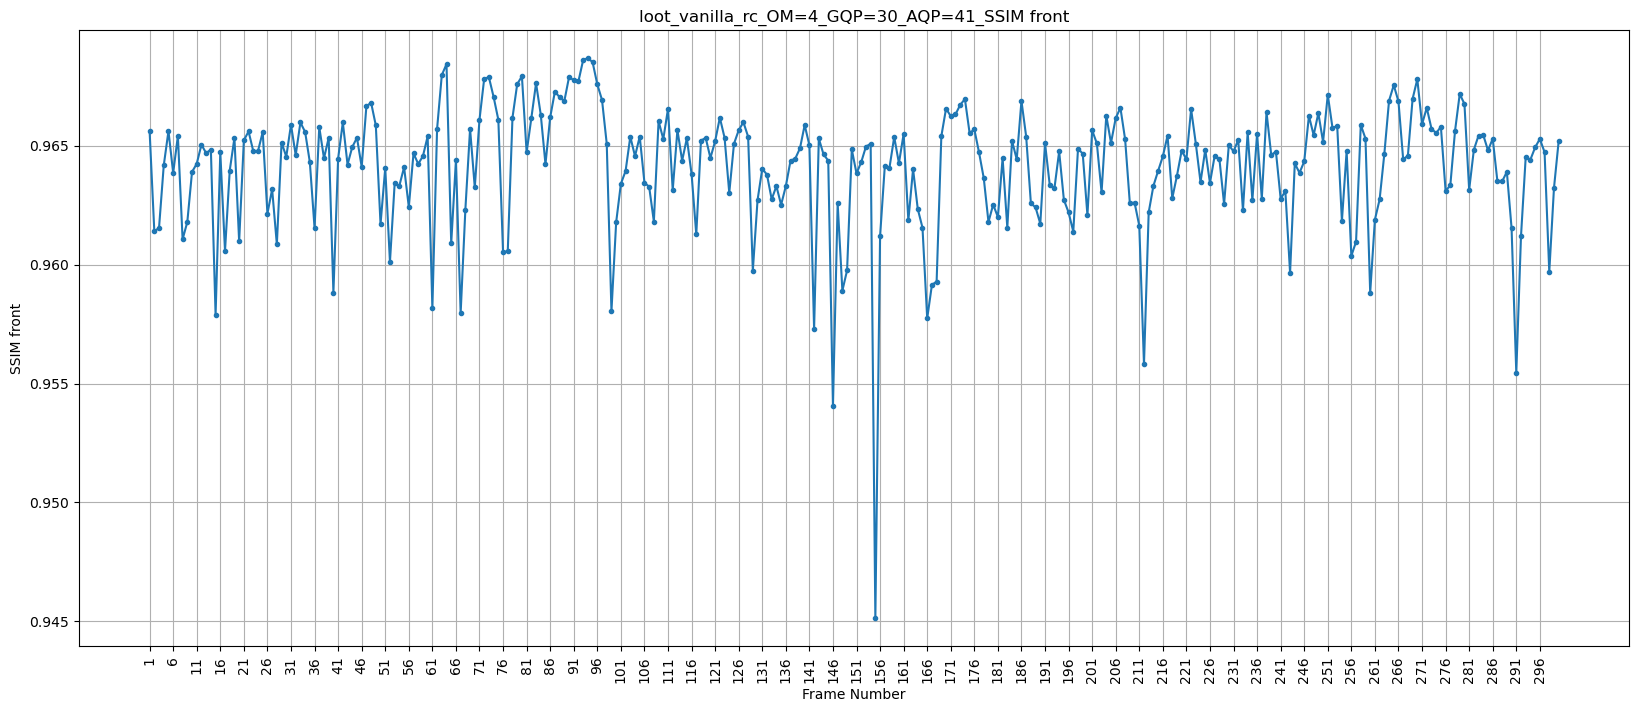 loot_vanilla_rc_OM=4_GQP=30_AQP=41_SSIM front
SSIM front
0.965
0.960
0.955
0.950
0.945
1 6 11 16 21 26 31 36 41 46 51 56 61 66 71 76 81 86 91 96 101 106 111 116 121 126 131 136 141 146 151 156 161 166 171 176 181 186 191 196 201 206 211 216 221 226 231 236 241 246 251 256 261 266 271 276 281 286 291 296
Frame Number